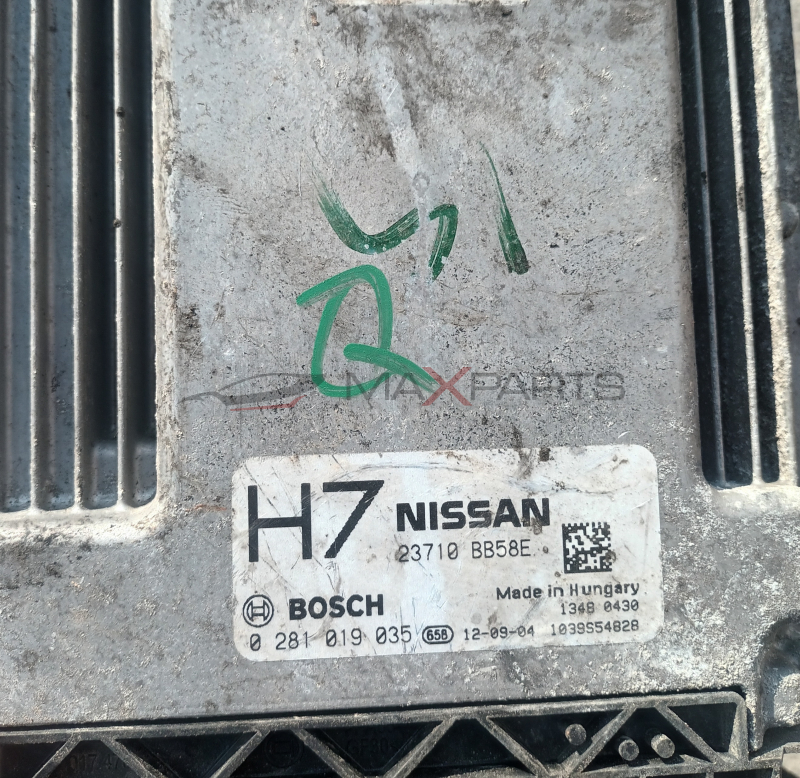 Q
MAXPARTS
H7 NISSAN
23710 BB58E
Made in Hungary
BOSCH
1348 0430
0 281 019 035 658 12-09-04 1039S54828